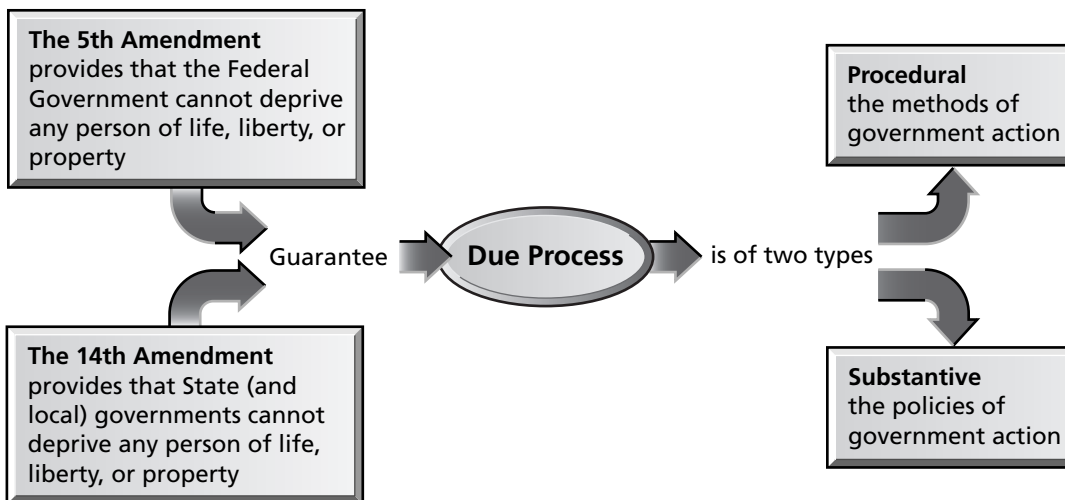 The 5th Amendment
provides that the Federal
Government cannot deprive
any person of life, liberty, or
property
The 14th Amendment
provides that State (and
local) governments cannot
deprive any person of life,
liberty, or property
Guarantee
Due Process
is of two types
Procedural
the methods of
government action
Substantive
the policies of
government action